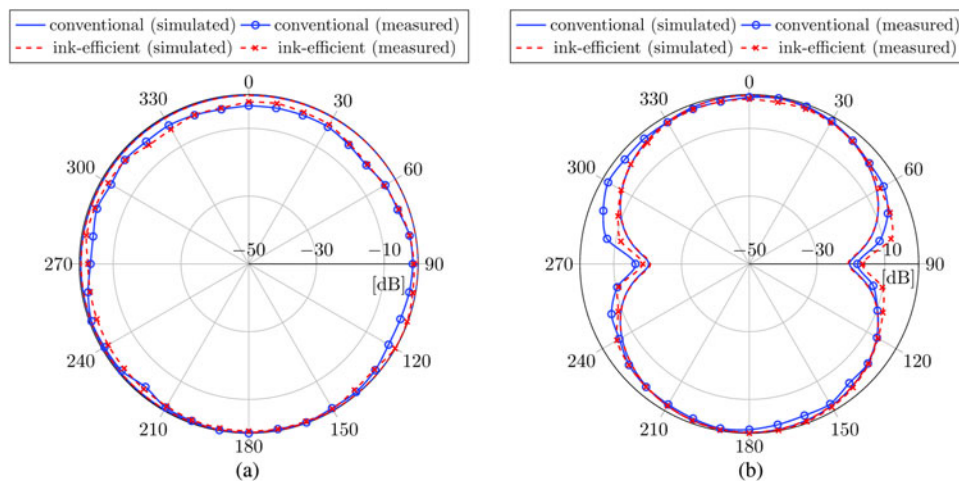 conventional (simulated) conventional (measured)
ink-efficient (simulated) ink-efficient (measured)
0
30
60
90
120
150
180
210
240
270
300
330
−50 −30 −10
[dB]
(a)
conventional (simulated) conventional (measured)
ink-efficient (simulated) ink-efficient (measured)
0
30
60
90
120
150
180
210
240
270
300
330
−50 −30 10
[dB]
(b)